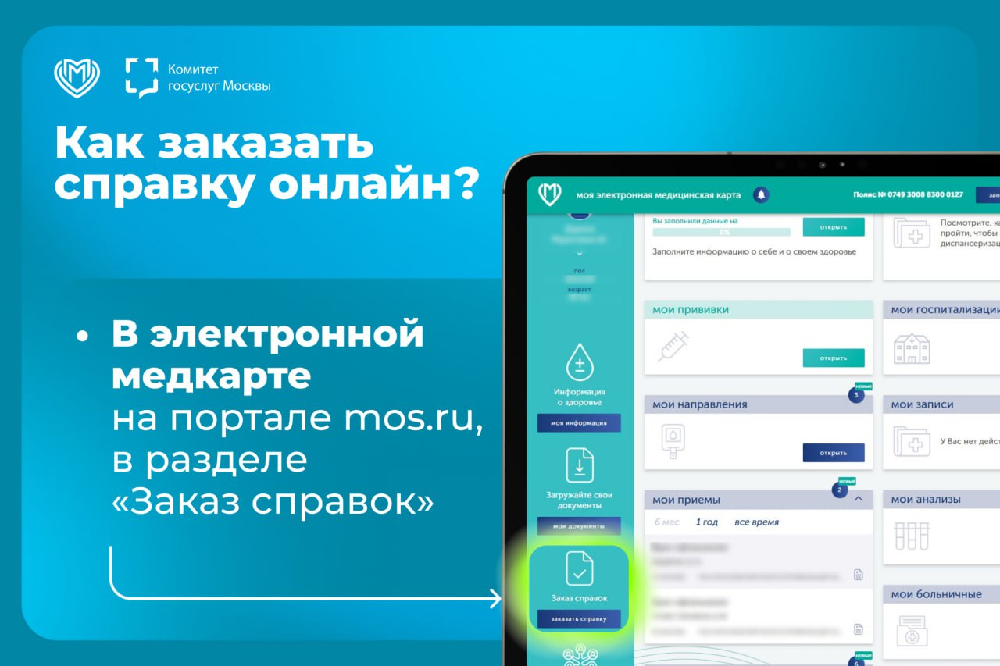 Комитет
госуслуг Москвы
Как заказать
справку онлайн?
• В электронной
медкарте
на портале mos.ru,
в разделе
«Заказ справок»
моя электронная медицинская карта
Полис № 0749 3008 8300 0127
пол
возраст
Информация
о здоровье
моя информация
Загружайте свои
документы
мои документы
Заказ справок
заказать справку
Вы заполнили данные на
0%
открыть
Заполните информацию о себе и о своем здоровье
мои прививки
открыть
мои направления
новые
3
открыть
мои приемы
новые
2
6 мес 1 год все время
новые
6
Посмотрите,
пройти, чтобы
мои госпитализации
мои записи
У Вас нет
мои анализы
мои больничные